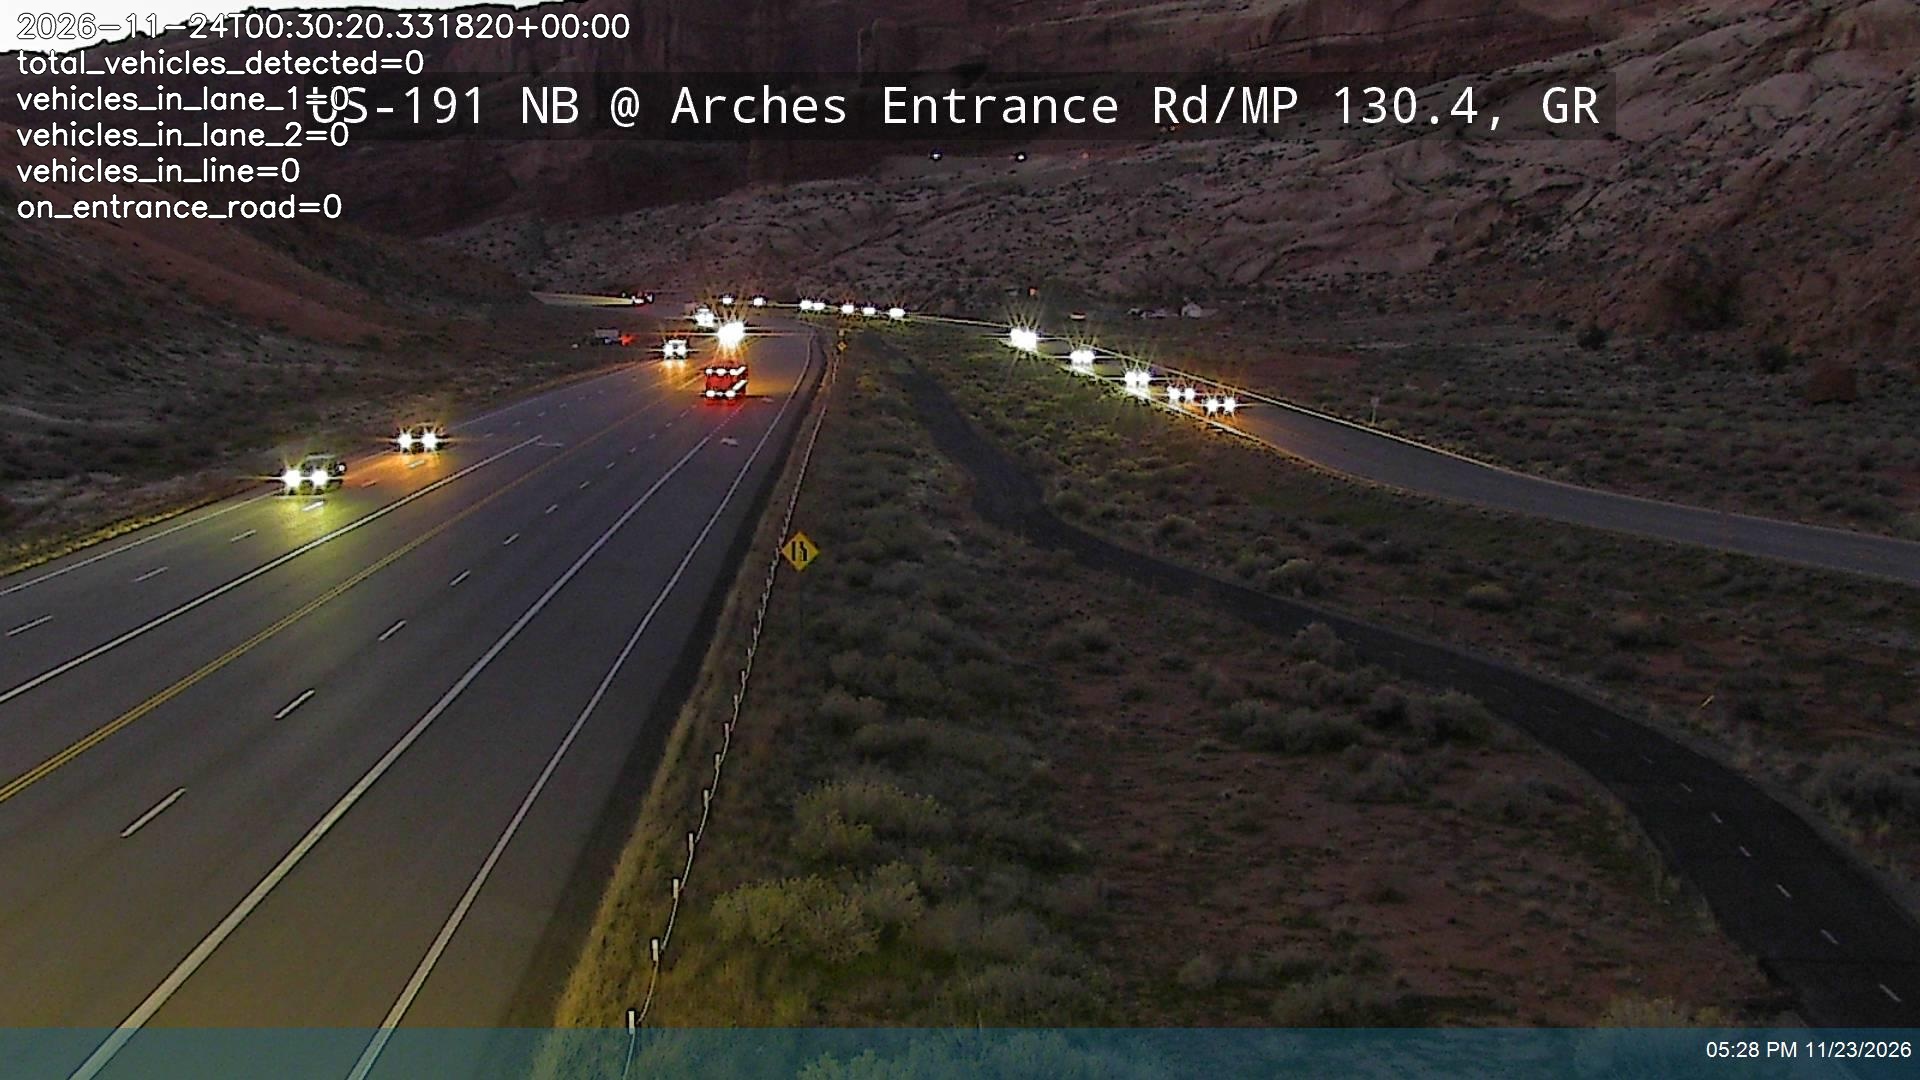 2026-11-24T00:30:20.331820+00:00
total_vehicles_detected=0
vehicles_in_lane_1=0
US-191 NB @ Arches Entrance Rd/MP 130.4, GR
vehicles_in_lane_2=0
vehicles_in_line=0
on_entrance_road=0
05:28 PM 11/23/2026